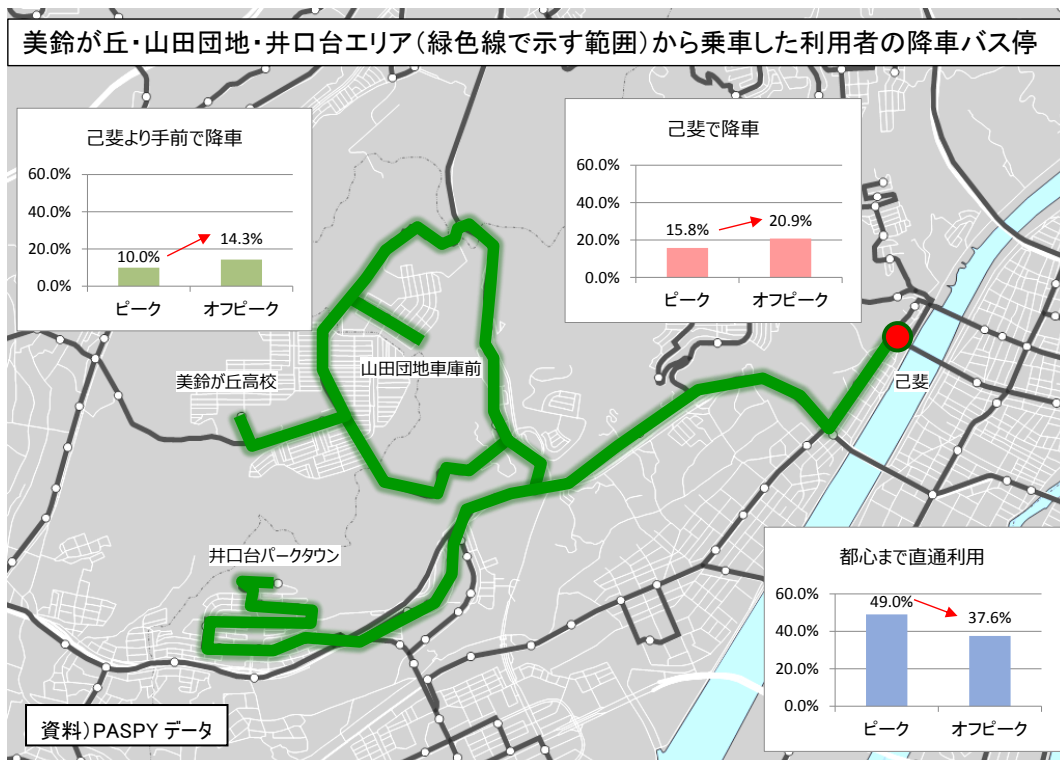 美鈴が丘・山田団地・井口台エリア（緑色線で示す範囲）から乗車した利用者の降車バス停
己斐より手前で降車
60.0%
40.0%
20.0%
0.0%
10.0%
14.3%
ピーク
オフピーク
己斐で降車
60.0%
40.0%
20.0%
0.0%
15.8%
20.9%
ピーク
オフピーク
山田団地車庫前
美鈴が丘高校
己斐
井口台パークタウン
都心まで直通利用
60.0%
40.0%
20.0%
0.0%
49.0%
37.6%
ピーク
オフピーク
資料）PASPY データ